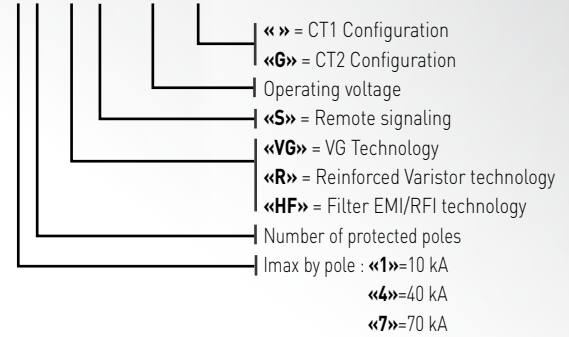 « » = CT1 Configuration
«G» = CT2 Configuration
Operating voltage
«S» = Remote signaling
«VG» = VG Technology
«R» = Reinforced Varistor technology
«HF» = Filter EMI/RFI technology
Number of protected poles
Imax by pole : «1»=10 kA
«4»=40 kA
«7»=70 kA